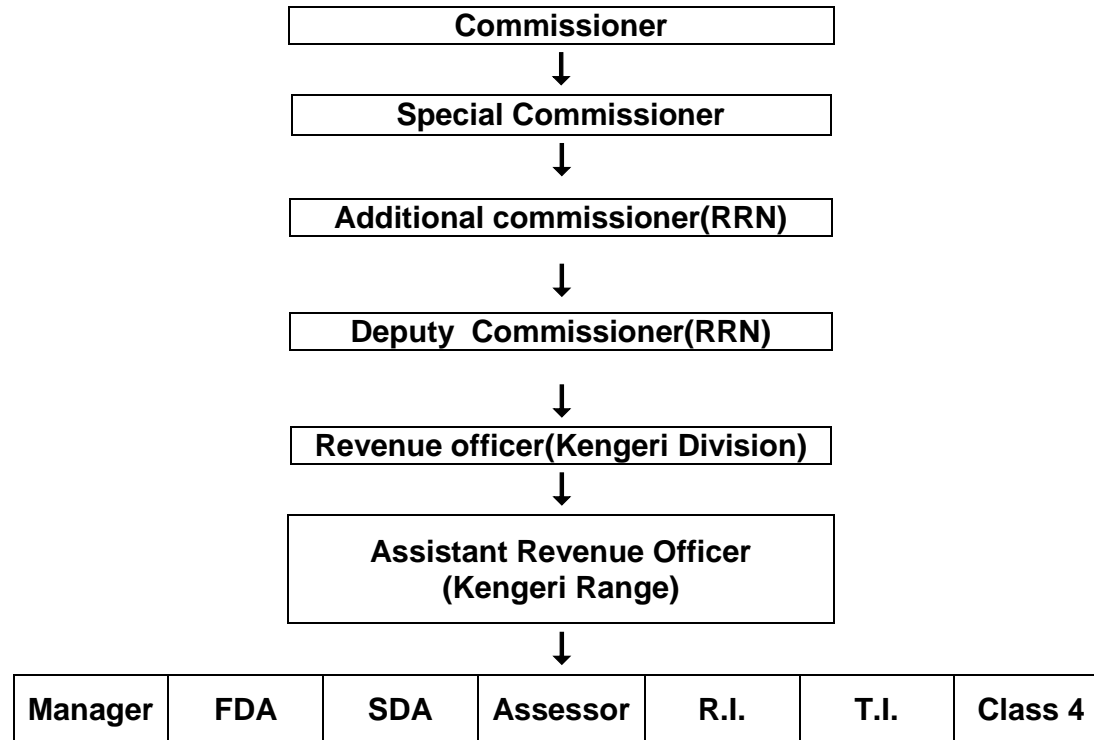 Commissioner
Special Commissioner
Additional commissioner(RRN)
Deputy  Commissioner(RRN)
Revenue officer(Kengeri Division)
Assistant Revenue Officer
(Kengeri Range)
Manager FDA SDA Assessor R.I. T.I. Class 4